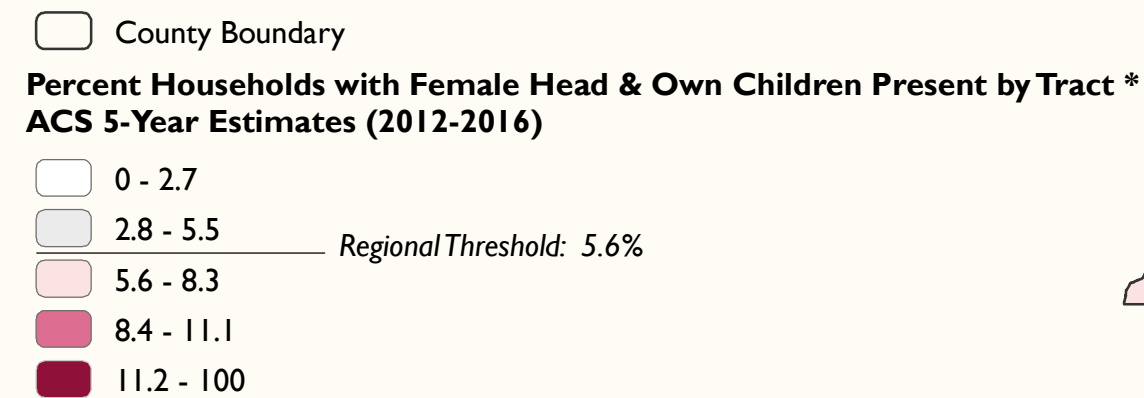 County Boundary
Percent Households with Female Head & Own Children Present by Tract *
ACS 5-Year Estimates (2012-2016)
0 - 2.7
2.8 - 5.5
Regional Threshold: 5.6%
5.6 - 8.3
8.4 - 11.1
11.2 - 100